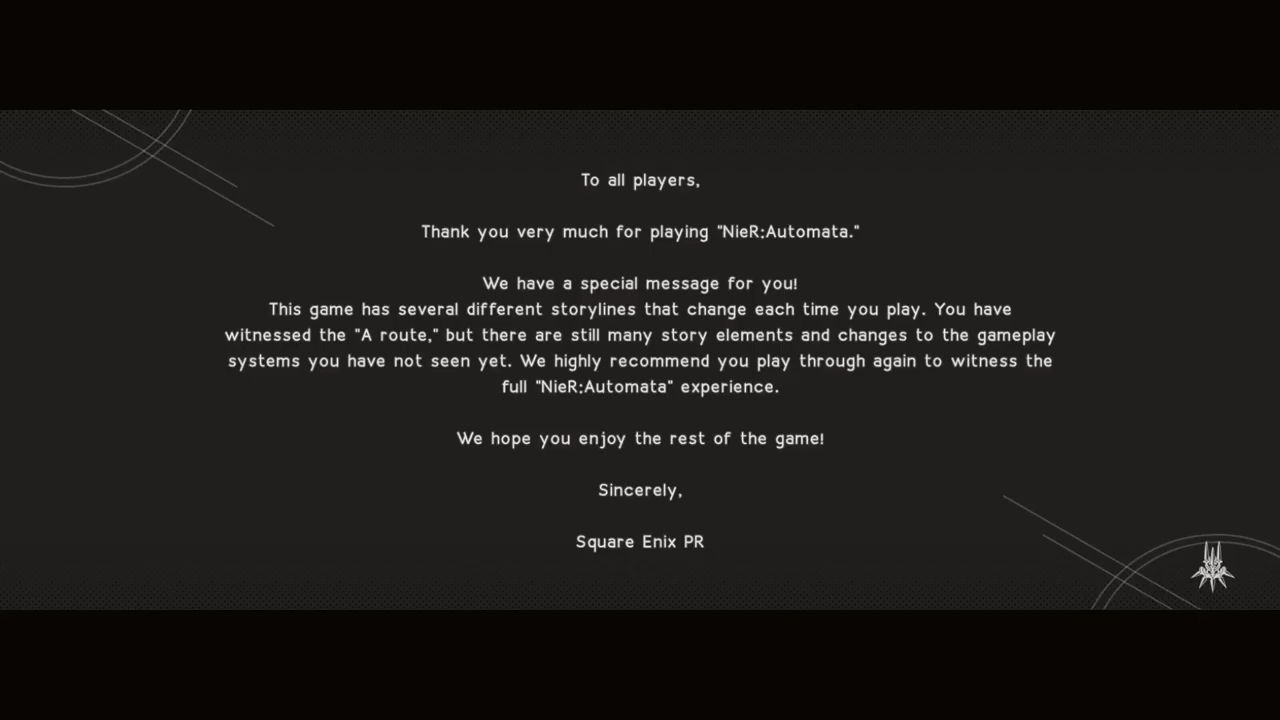 To all players,
Thank you very much for playing "NieR:Automata."
We have a special message for you!
This game has several different storylines that change each time you play. You have
witnessed the "A route," but there are still many story elements and changes to the gameplay
systems you have not seen yet. We highly recommend you play through again to witness the
full "NieR:Automata" experience.
We hope you enjoy the rest of the game!
Sincerely,
Square Enix PR